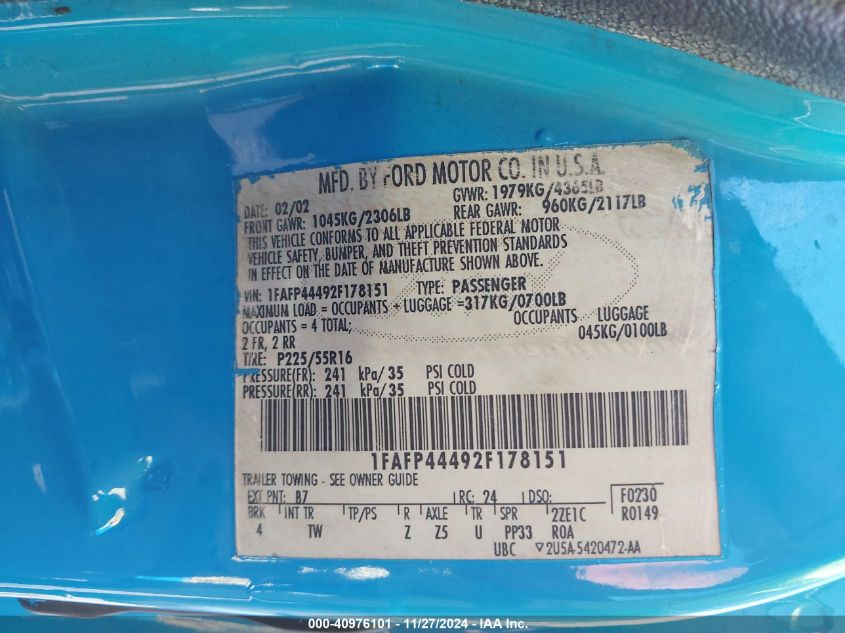 MFD. BY FORD MOTOR CO. IN U.S.A.
DATE: 02/02 GVWR: 1979KG/4365LB
FRONT GAWR: 1045KG/2306LB REAR GAWR: 960KG/2117LB
THIS VEHICLE CONFORMS TO ALL APPLICABLE FEDERAL MOTOR
VEHICLE SAFETY, BUMPER, AND THEFT PREVENTION STANDARDS
IN EFFECT ON THE DATE OF MANUFACTURE SHOWN ABOVE.
VIN: 1FAFP44492F178151 TYPE: PASSENGER
MAXIMUM LOAD = OCCUPANTS + LUGGAGE =317KG/0700LB
OCCUPANTS = 4 TOTAL; OCCUPANTS LUGGAGE
2 FR, 2 RR 045KG/0100LB
TIRE: P225/55R16
PRESSURE(FR): 241 kPa/35 PSI COLD
PRESSURE(RR): 241 kPa/35 PSI COLD
1FAFP44492F178151
TRAILER TOWING - SEE OWNER GUIDE
EXT PNT: B7 RC: 24 DSO: F0230
BRK INT TR TP/PS R AXLE TR SPR 2ZE1C R0149
4 TW Z Z5 U PP33 ROA
UBC ▽2U5A-5420472-AA
000-40976101 - 11/27/2024 - IAA Inc.